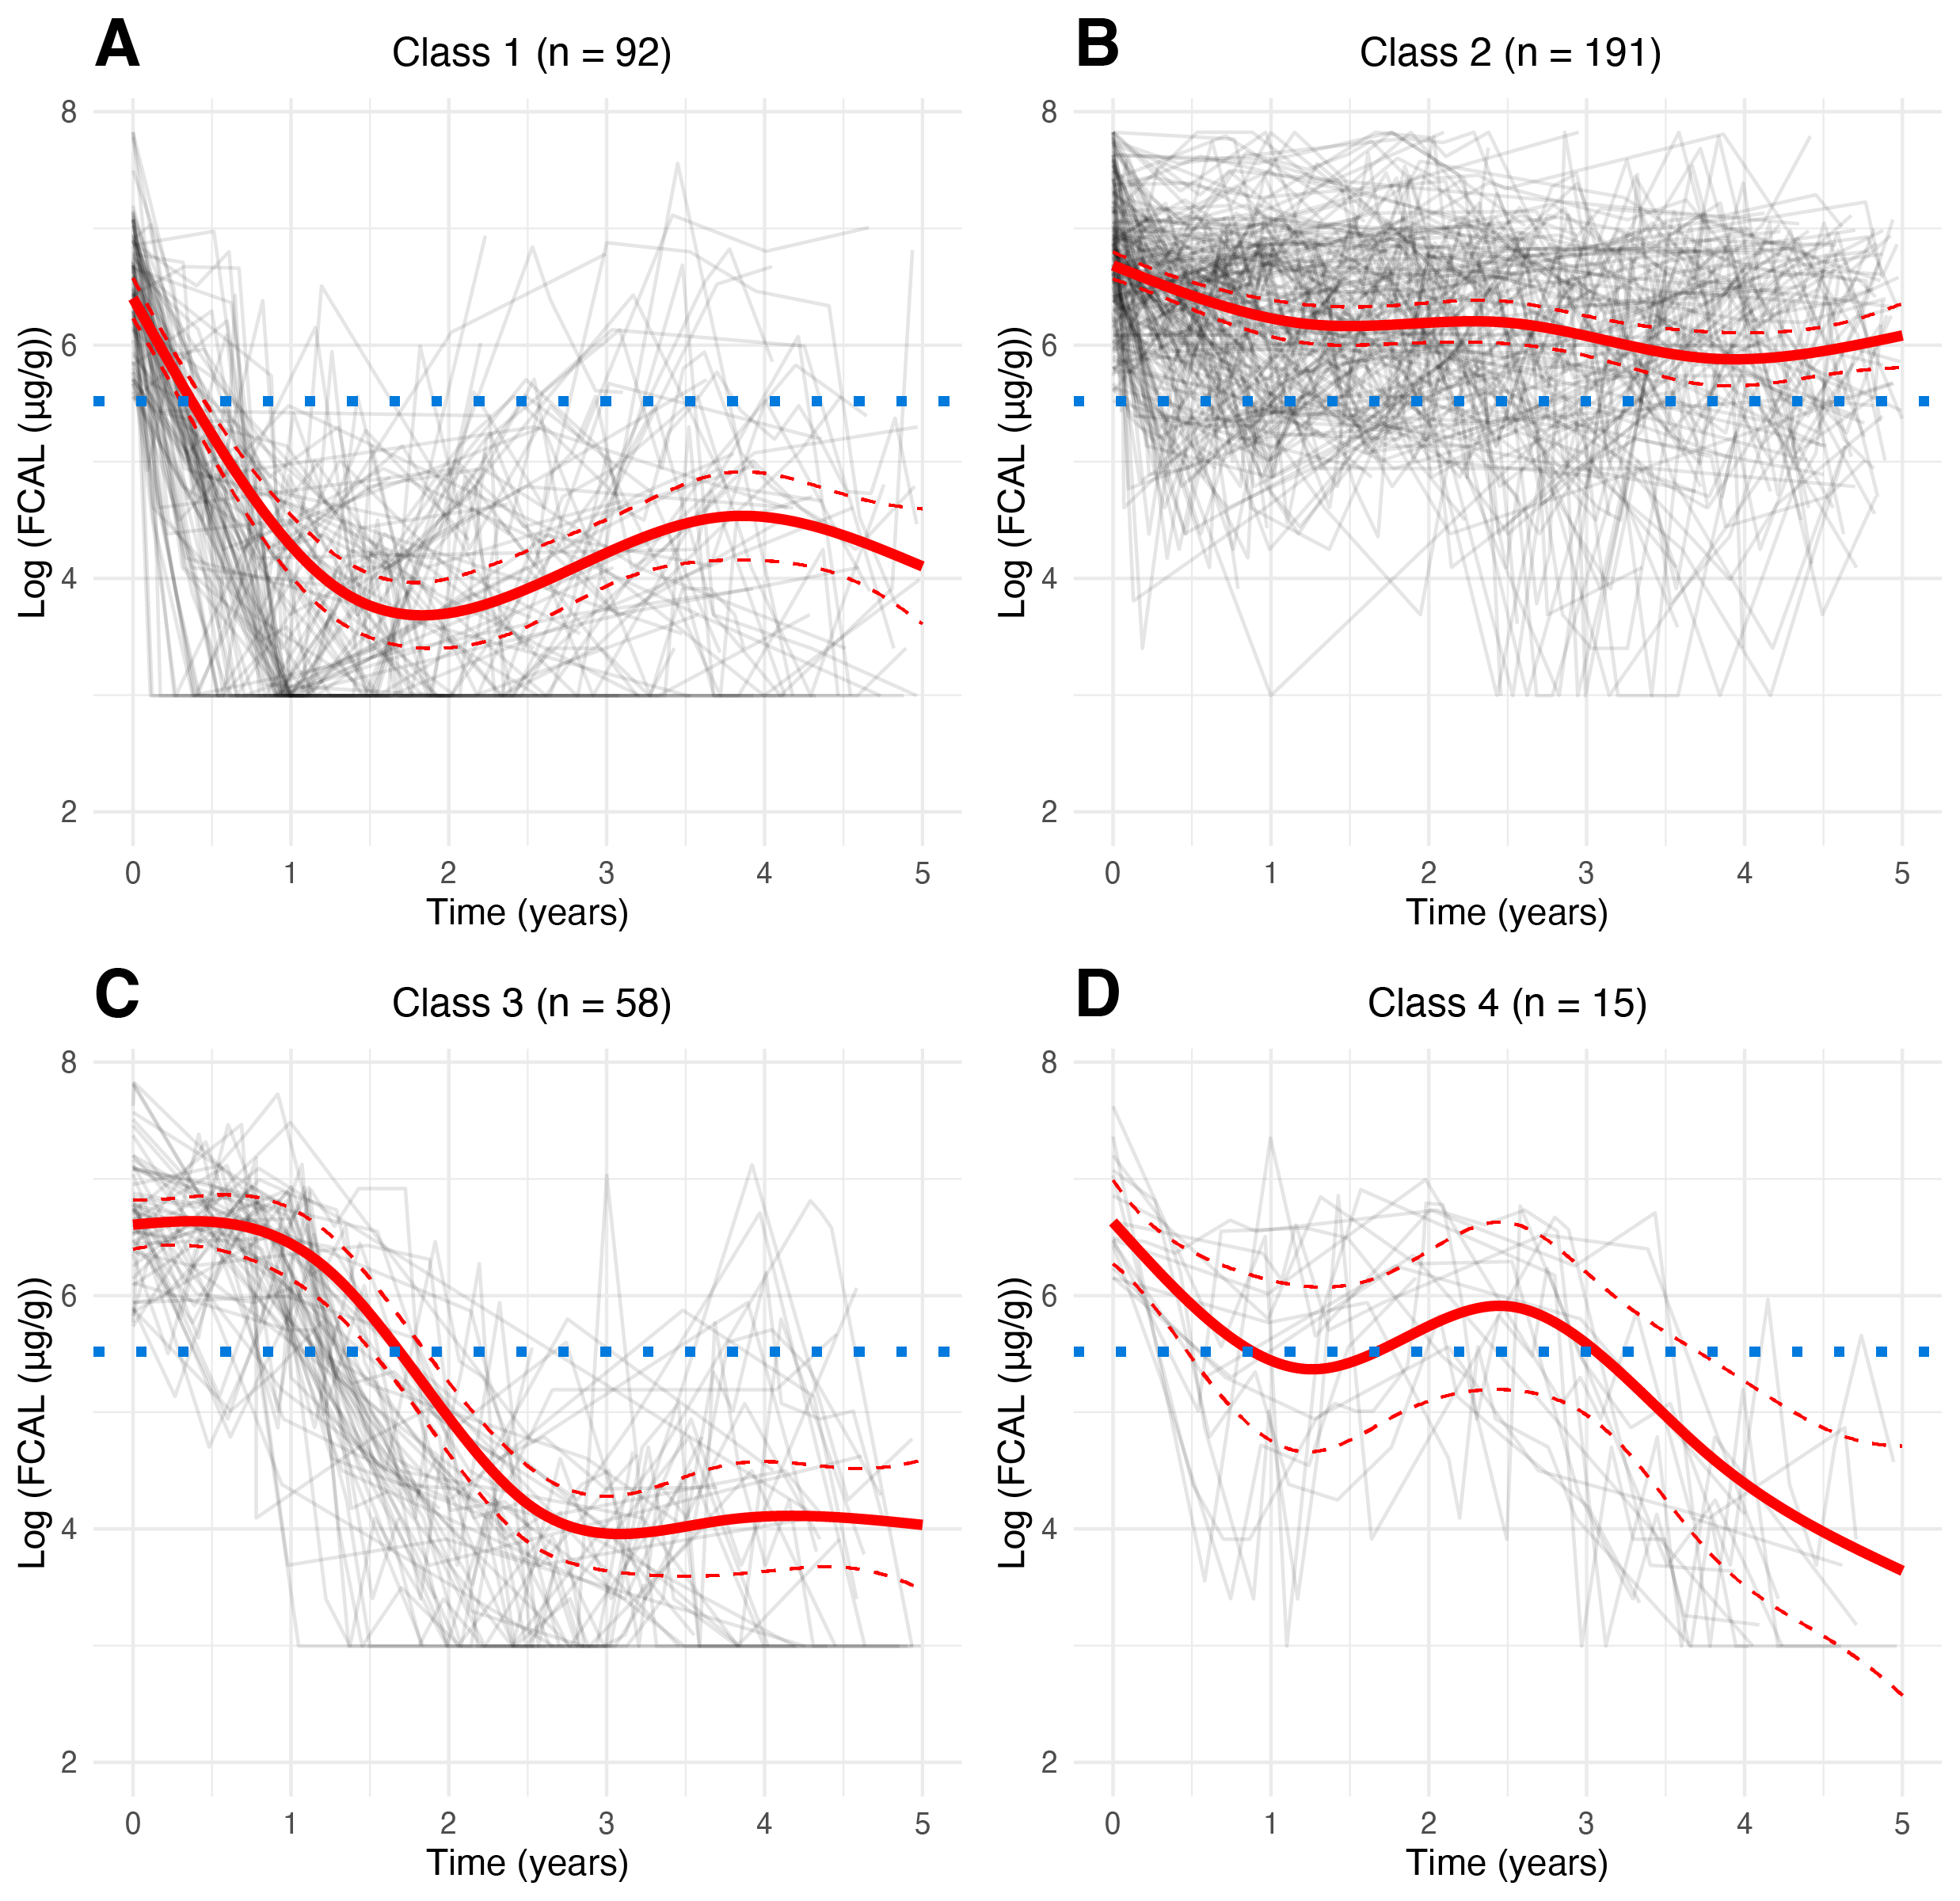 A
Class 1 (n = 92)
Log (FCAL (µg/g))
8
6
4
2
0 1 2 3 4 5
Time (years)
B
Class 2 (n = 191)
Log (FCAL (µg/g))
8
6
4
2
0 1 2 3 4 5
Time (years)
C
Class 3 (n = 58)
Log (FCAL (µg/g))
8
6
4
2
0 1 2 3 4 5
Time (years)
D
Class 4 (n = 15)
Log (FCAL (µg/g))
8
6
4
2
0 1 2 3 4 5
Time (years)